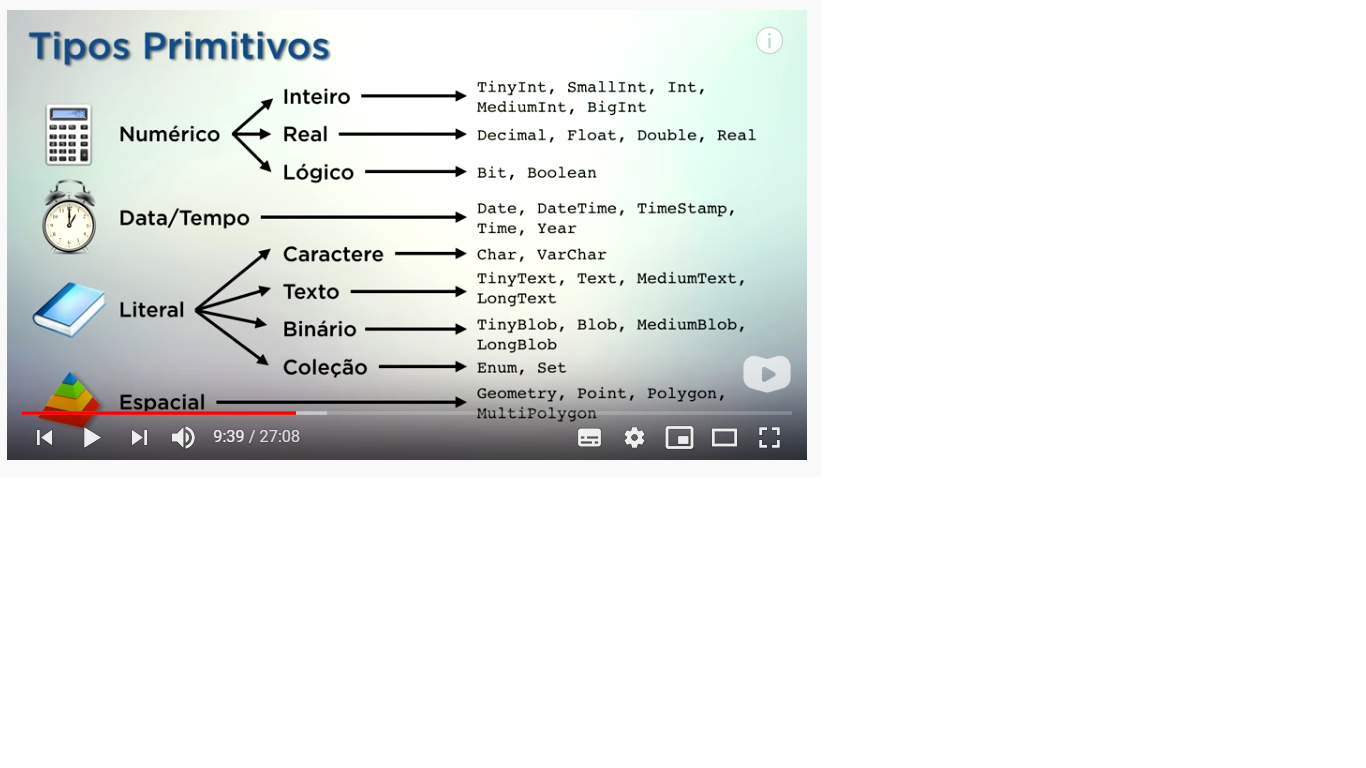 Tipos Primitivos
Numérico
Inteiro
TinyInt, SmallInt, Int,
MediumInt, BigInt
Real
Decimal, Float, Double, Real
Lógico
Bit, Boolean
Data/Tempo
Date, DateTime, TimeStamp,
Time, Year
Literal
Caractere
Char, VarChar
Texto
TinyText, Text, MediumText,
LongText
Binário
TinyBlob, Blob, MediumBlob,
LongBlob
Coleção
Enum, Set
Espacial
Geometry, Point, Polygon,
MultiPolygon
9:39 / 27:08